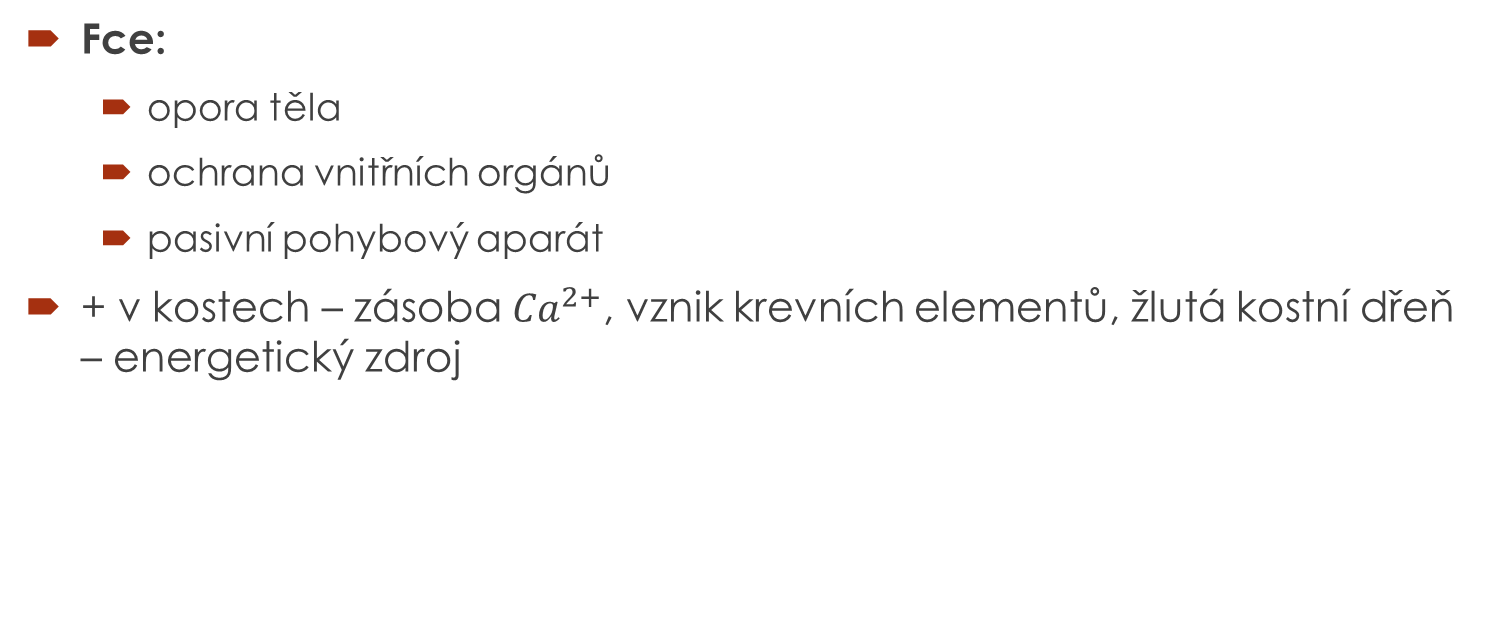 Fce:
opora těla
ochrana vnitřních orgánů
pasivní pohybový aparát
+ v kostech – zásoba Ca²⁺, vznik krevních elementů, žlutá kostní dřeň
– energetický zdroj